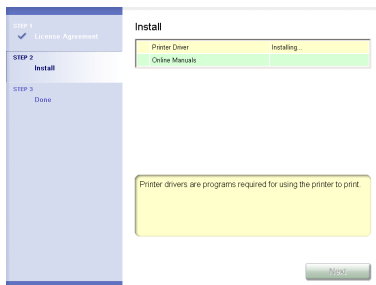 STEP 1
License Agreement
STEP 2
Install
STEP 3
Done
Install
Printer Driver Installing...
Online Manuals
Printer drivers are programs required for using the printer to print.
Next